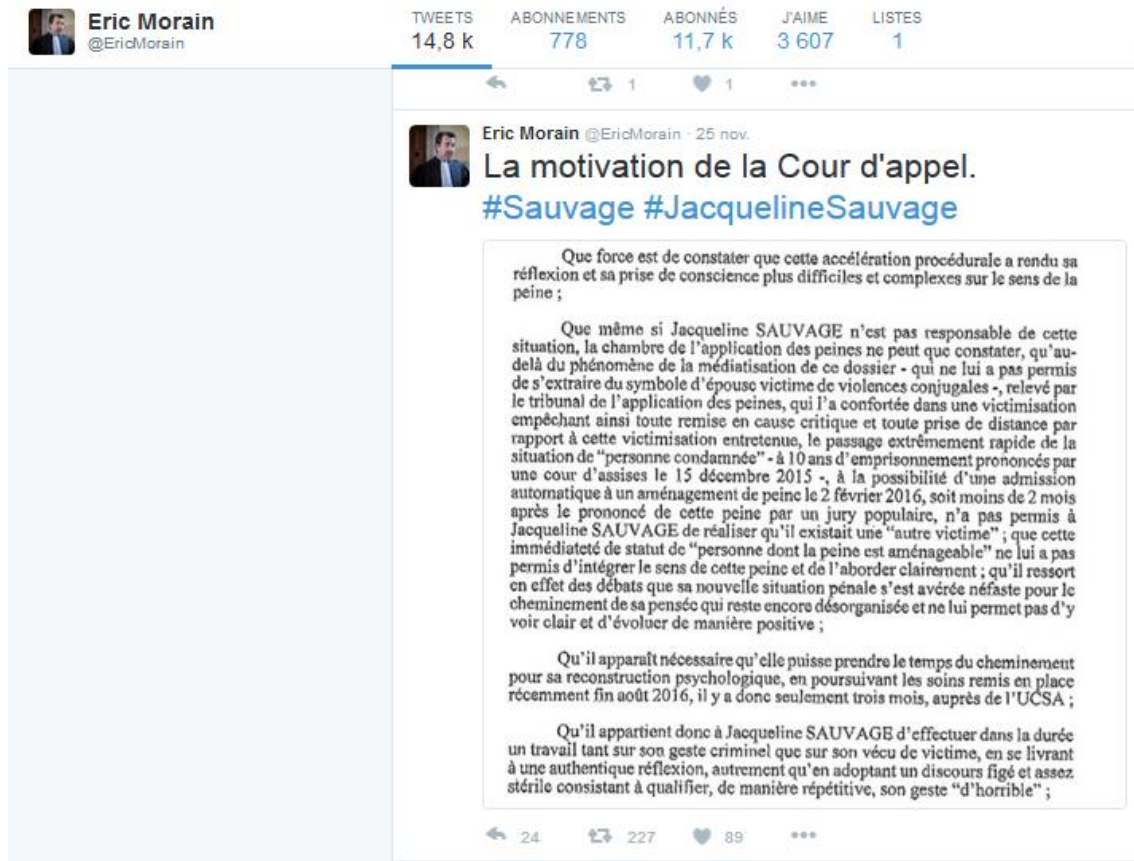 Eric Morain
@EricMorain
TWEETS ABONNEMENTS ABONNÉS J'AIME LISTES
14,8 k 778 11,7 k 3 607 1
1 1
Eric Morain @EricMorain · 25 nov.
La motivation de la Cour d'appel.
#Sauvage #JacquelineSauvage
Que force est de constater que cette accélération procédurale a rendu sa
réflexion et sa prise de conscience plus difficiles et complexes sur le sens de la
peine ;
Que même si Jacqueline SAUVAGE n'est pas responsable de cette
situation, la chambre de l'application des peines ne peut que constater, qu'au-
delà du phénomène de la médiatisation de ce dossier - qui ne lui a pas permis
de s'extraire du symbole d'épouse victime de violences conjugales -, relevé par
le tribunal de l'application des peines, qui l'a confortée dans une victimisation
empêchant ainsi toute remise en cause critique et toute prise de distance par
rapport à cette victimisation entretenue, le passage extrêmement rapide de la
situation de "personne condamnée" - à 10 ans d'emprisonnement prononcés par
une cour d'assises le 15 décembre 2015 -, à la possibilité d'une admission
automatique à un aménagement de peine le 2 février 2016, soit moins de 2 mois
après le prononcé de cette peine par un jury populaire, n'a pas permis à
Jacqueline SAUVAGE de réaliser qu'il existait une "autre victime" ; que cette
immédiateté de statut de "personne dont la peine est aménageable" ne lui a pas
permis d'intégrer le sens de cette peine et de l'aborder clairement ; qu'il ressort
en effet des débats que sa nouvelle situation pénale s'est avérée néfaste pour le
cheminement de sa pensée qui reste encore désorganisée et ne lui permet pas d'y
voir clair et d'évoluer de manière positive ;
Qu'il apparaît nécessaire qu'elle puisse prendre le temps du cheminement
pour sa reconstruction psychologique, en poursuivant les soins remis en place
récemment fin août 2016, il y a donc seulement trois mois, auprès de l'UCSA ;
Qu'il appartient donc à Jacqueline SAUVAGE d'effectuer dans la durée
un travail tant sur son geste criminel que sur son vécu de victime, en se livrant
à une authentique réflexion, autrement qu'en adoptant un discours figé et assez
stérile consistant à qualifier, de manière répétitive, son geste "d'horrible" ;
24 227 89